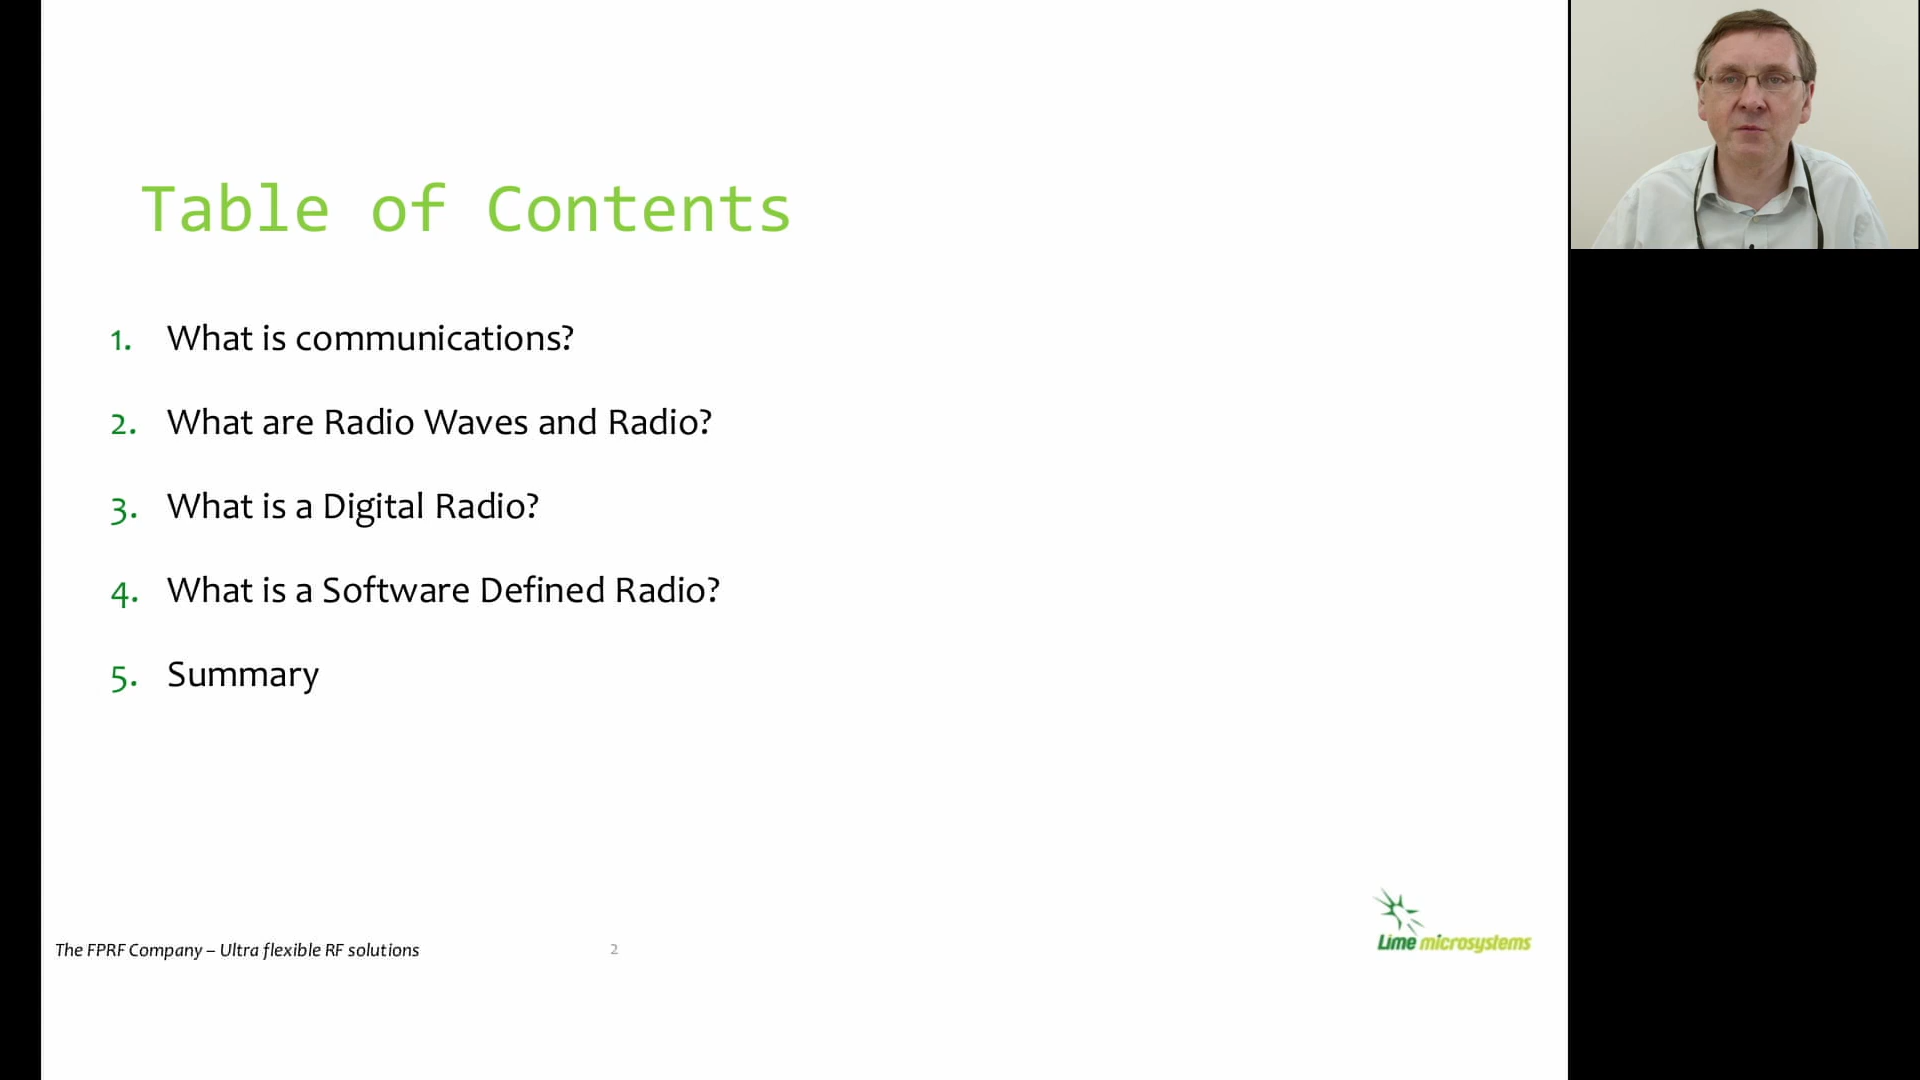 Table of Contents
1. What is communications?
2. What are Radio Waves and Radio?
3. What is a Digital Radio?
4. What is a Software Defined Radio?
5. Summary
The FPRF Company – Ultra flexible RF solutions
2
Lime microsystems